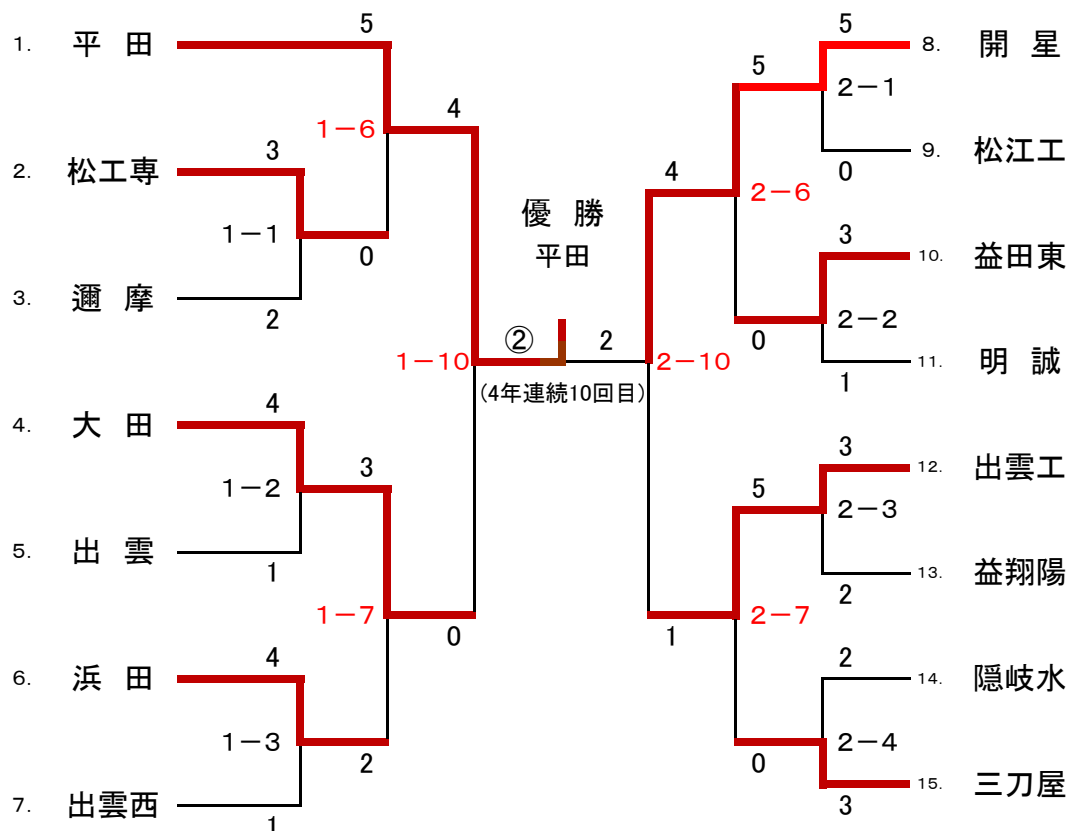 5
1. 平 田
4
1－6
3
2. 松工専
1－1
0
3. 邇 摩
2
優 勝
平田
②
2
1－10
(4年連続10回目)
4
4. 大 田
3
1－2
5. 出 雲
1
1－7
0
4
6. 浜 田
1－3
2
7. 出雲西
1
5
8. 開 星
5
2－1
9. 松江工
0
4
2－6
3
10. 益田東
2－2
0
11. 明 誠
1
2－10
3
12. 出雲工
5
2－3
13. 益翔陽
2
2－7
1
2
14. 隠岐水
2－4
0
15. 三刀屋
3